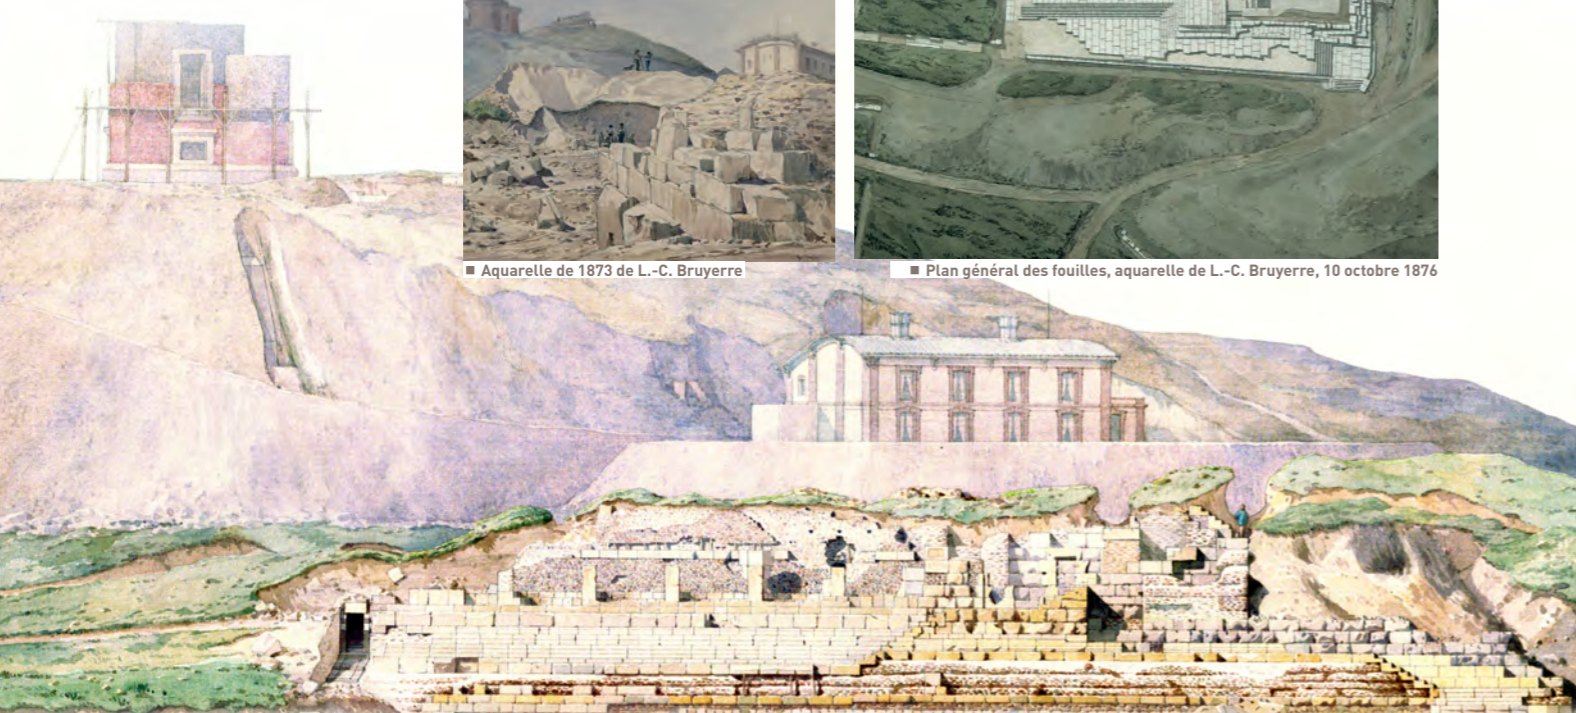 ■ Aquarelle de 1873 de L.-C. Bruyerre
■ Plan général des fouilles, aquarelle de L.-C. Bruyerre, 10 octobre 1876